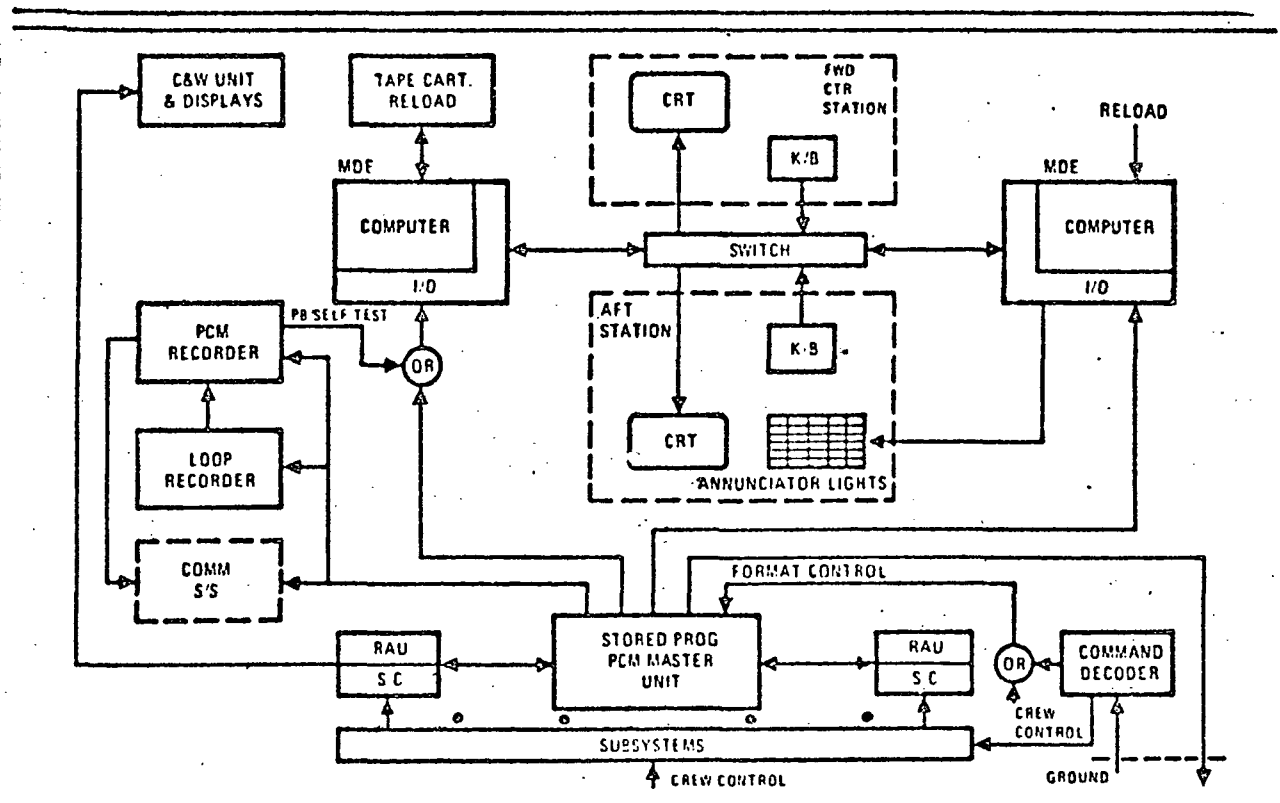 C&W UNIT
& DISPLAYS
TAPE CART.
RELOAD
CRT
FWD
CTR
STATION
K/B
RELOAD
MDE
COMPUTER
I/O
SWITCH
MDE
COMPUTER
I/O
PCM
RECORDER
PB SELF TEST
OR
AFT
STATION
K/B
CRT
ANNUNCIATOR LIGHTS
LOOP
RECORDER
COMM
S/S
FORMAT CONTROL
STORED PROG
PCM MASTER
UNIT
RAU
S C
RAU
S C
OR
COMMAND
DECODER
CREW
CONTROL
SUBSYSTEMS
CREW CONTROL
GROUND